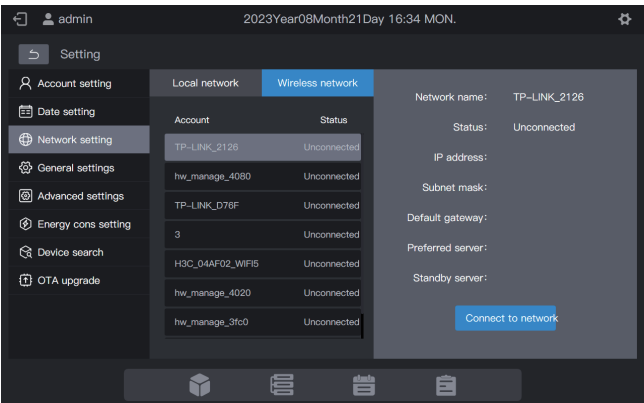 admin
2023Year08Month21Day 16:34 MON.
Setting
Account setting
Date setting
Network setting
General settings
Advanced settings
Energy cons setting
Device search
OTA upgrade
Local network
Wireless network
Account Status
TP-LINK_2126 Unconnected
hw_manage_4080 Unconnected
TP-LINK_D76F Unconnected
3 Unconnected
H3C_04AF02_WIFI5 Unconnected
hw_manage_4020 Unconnected
hw_manage_3fc0 Unconnected
Network name: TP-LINK_2126
Status: Unconnected
IP address:
Subnet mask:
Default gateway:
Preferred server:
Standby server:
Connect to network